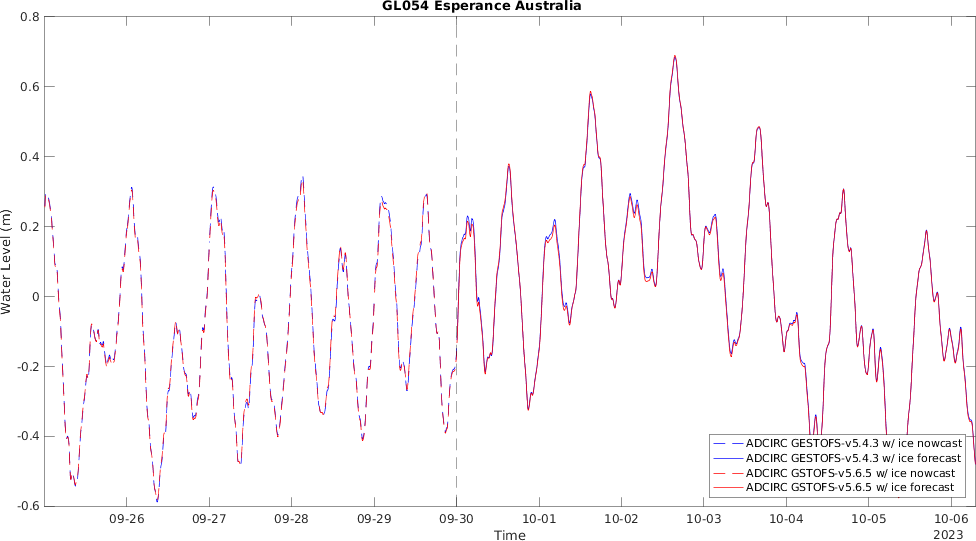 GL054 Esperance Australia
Water Level (m)
0.8
0.6
0.4
0.2
0
-0.2
-0.4
-0.6
ADCIRC GESTOFS-v5.4.3 w/ ice nowcast
ADCIRC GESTOFS-v5.4.3 w/ ice forecast
ADCIRC GSTOFS-v5.6.5 w/ ice nowcast
ADCIRC GSTOFS-v5.6.5 w/ ice forecast
09-26 09-27 09-28 09-29 09-30 10-01 10-02 10-03 10-04 10-05 10-06
Time
2023